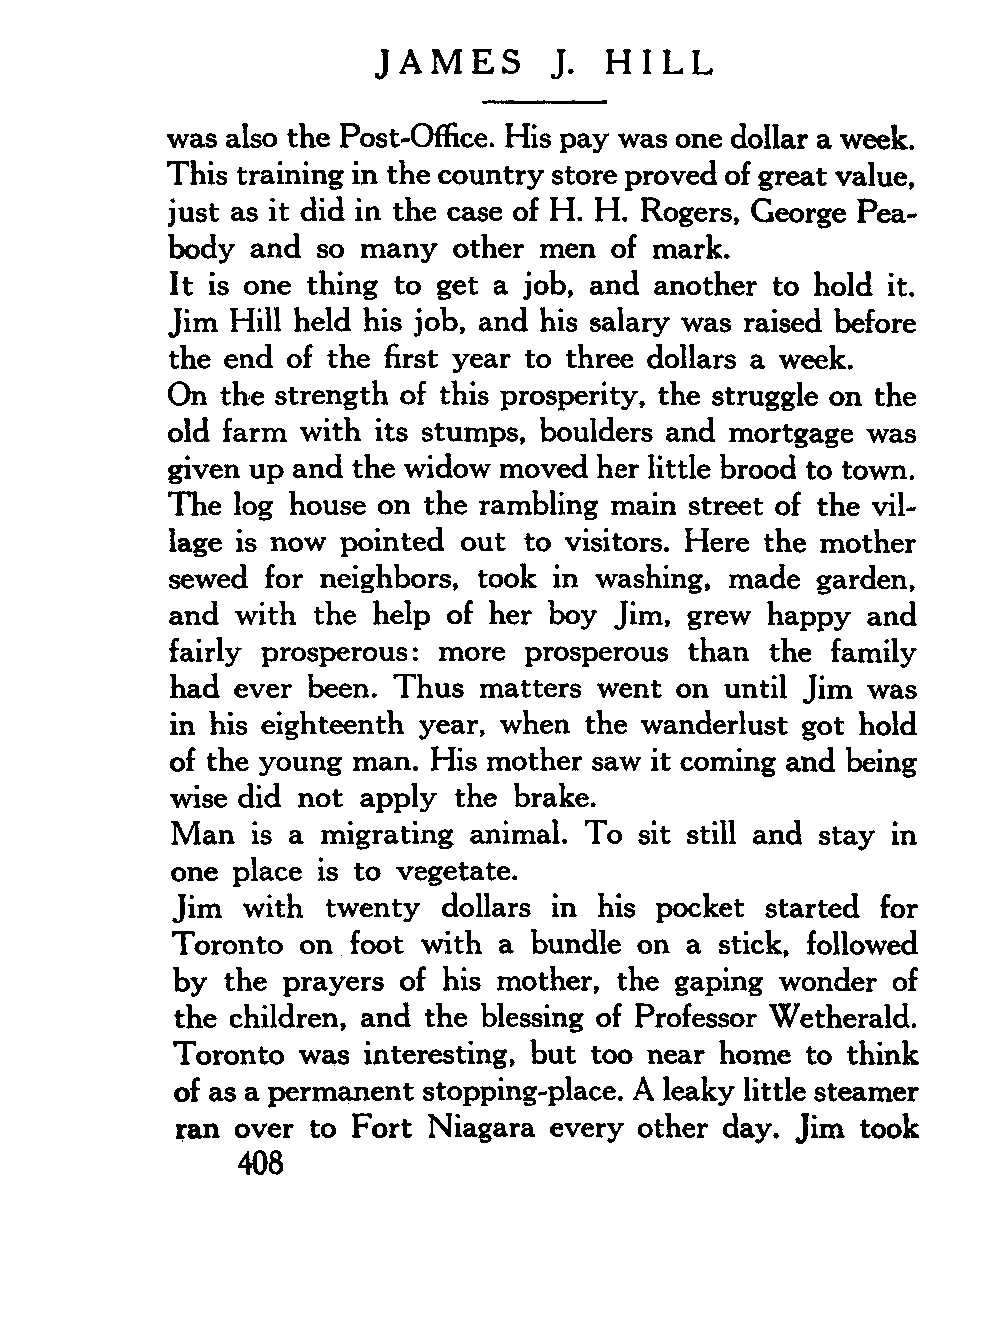 JAMES J. HILL
was also the Post-Office. His pay was one dollar a week.
This training in the country store proved of great value,
just as it did in the case of H. H. Rogers, George Pea-
body and so many other men of mark.
It is one thing to get a job, and another to hold it.
Jim Hill held his job, and his salary was raised before
the end of the first year to three dollars a week.
On the strength of this prosperity, the struggle on the
old farm with its stumps, boulders and mortgage was
given up and the widow moved her little brood to town.
The log house on the rambling main street of the vil-
lage is now pointed out to visitors. Here the mother
sewed for neighbors, took in washing, made garden,
and with the help of her boy Jim, grew happy and
fairly prosperous: more prosperous than the family
had ever been. Thus matters went on until Jim was
in his eighteenth year, when the wanderlust got hold
of the young man. His mother saw it coming and being
wise did not apply the brake.
Man is a migrating animal. To sit still and stay in
one place is to vegetate.
Jim with twenty dollars in his pocket started for
Toronto on foot with a bundle on a stick, followed
by the prayers of his mother, the gaping wonder of
the children, and the blessing of Professor Wetherald.
Toronto was interesting, but too near home to think
of as a permanent stopping-place. A leaky little steamer
ran over to Fort Niagara every other day. Jim took
408